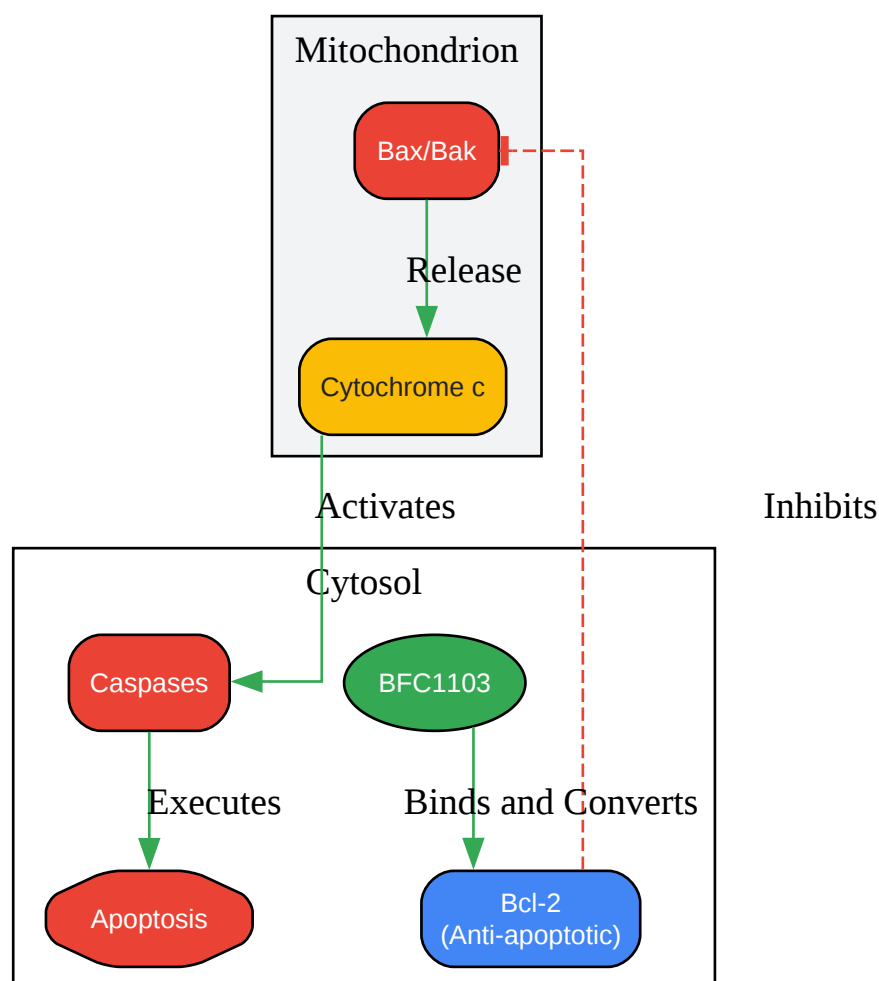 Mitochondrion
Bax/Bak
Release
Cytochrome c
Activates
Inhibits
Cytosol
Caspases
BFC1103
Executes
Binds and Converts
Apoptosis
Bcl-2
(Anti-apoptotic)